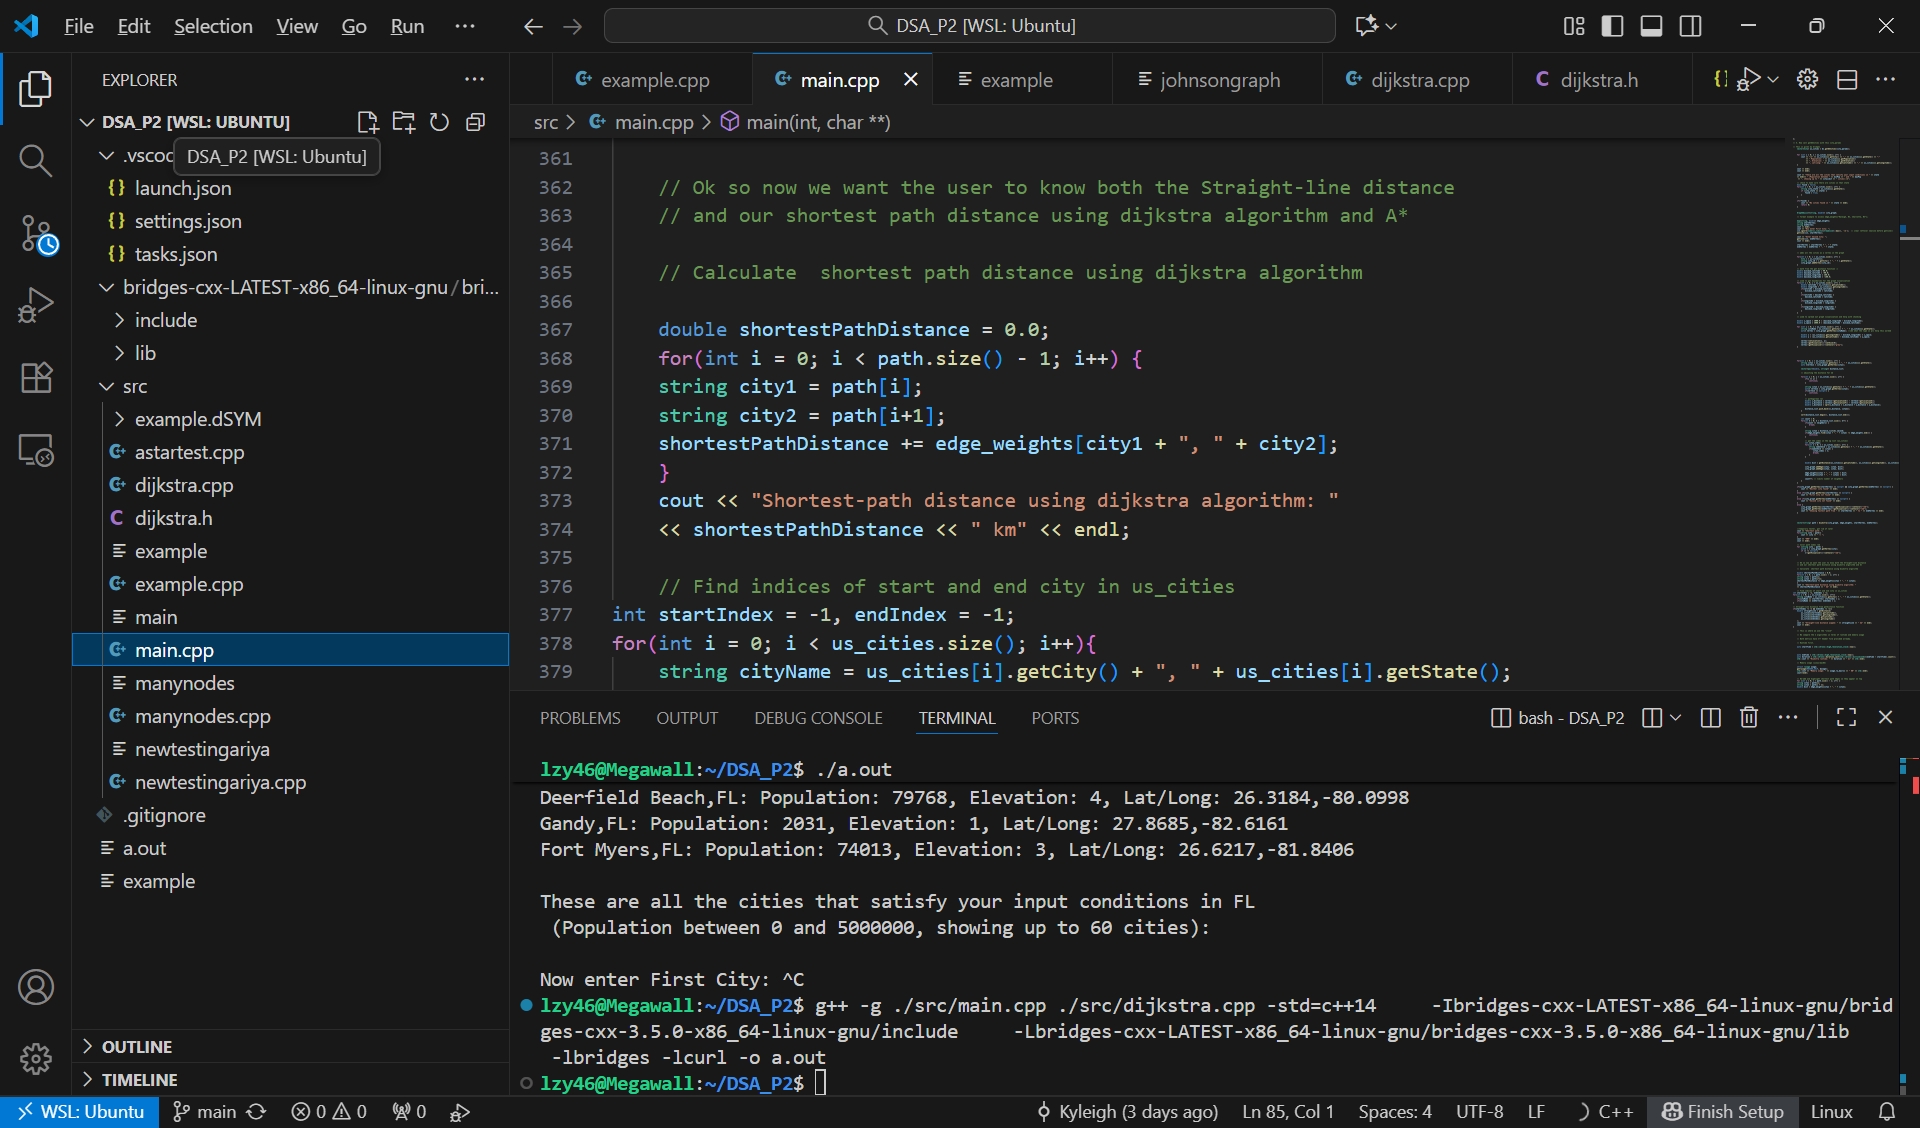 File Edit Selection View Go Run ··· DSA_P2 [WSL: Ubuntu]
EXPLORER
DSA_P2 [WSL: UBUNTU]
.vscoc
DSA_P2 [WSL: Ubuntu]
launch.json
settings.json
tasks.json
bridges-cxx-LATEST-x86_64-linux-gnu / bri...
include
lib
src
example.dSYM
astartest.cpp
dijkstra.cpp
dijkstra.h
example
example.cpp
main
main.cpp
manynodes
manynodes.cpp
newtestingariya
newtestingariya.cpp
.gitignore
a.out
example
OUTLINE
TIMELINE
example.cpp main.cpp example johnsongraph dijkstra.cpp dijkstra.h
src > main.cpp > main(int, char **)
361
362 // Ok so now we want the user to know both the Straight-line distance
363 // and our shortest path distance using dijkstra algorithm and A*
364
365 // Calculate  shortest path distance using dijkstra algorithm
366
367 double shortestPathDistance = 0.0;
368 for(int i = 0; i < path.size() - 1; i++) {
369 string city1 = path[i];
370 string city2 = path[i+1];
371 shortestPathDistance += edge_weights[city1 + ", " + city2];
372 }
373 cout << "Shortest-path distance using dijkstra algorithm: "
374 << shortestPathDistance << " km" << endl;
375
376 // Find indices of start and end city in us_cities
377 int startIndex = -1, endIndex = -1;
378 for(int i = 0; i < us_cities.size(); i++){
379 string cityName = us_cities[i].getCity() + ", " + us_cities[i].getState();
PROBLEMS OUTPUT DEBUG CONSOLE TERMINAL PORTS bash - DSA_P2
lzy46@Megawall:~/DSA_P2$ ./a.out
Deerfield Beach,FL: Population: 79768, Elevation: 4, Lat/Long: 26.3184,-80.0998
Gandy,FL: Population: 2031, Elevation: 1, Lat/Long: 27.8685,-82.6161
Fort Myers,FL: Population: 74013, Elevation: 3, Lat/Long: 26.6217,-81.8406
These are all the cities that satisfy your input conditions in FL
(Population between 0 and 5000000, showing up to 60 cities):
Now enter First City: ^C
lzy46@Megawall:~/DSA_P2$ g++ -g ./src/main.cpp ./src/dijkstra.cpp -std=c++14 -Ibridges-cxx-LATEST-x86_64-linux-gnu/brid
ges-cxx-3.5.0-x86_64-linux-gnu/include -Lbridges-cxx-LATEST-x86_64-linux-gnu/bridges-cxx-3.5.0-x86_64-linux-gnu/lib
-lbridges -lcurl -o a.out
lzy46@Megawall:~/DSA_P2$
WSL: Ubuntu main 0 0 0 Kyleigh (3 days ago) Ln 85, Col 1 Spaces: 4 UTF-8 LF C++ Finish Setup Linux